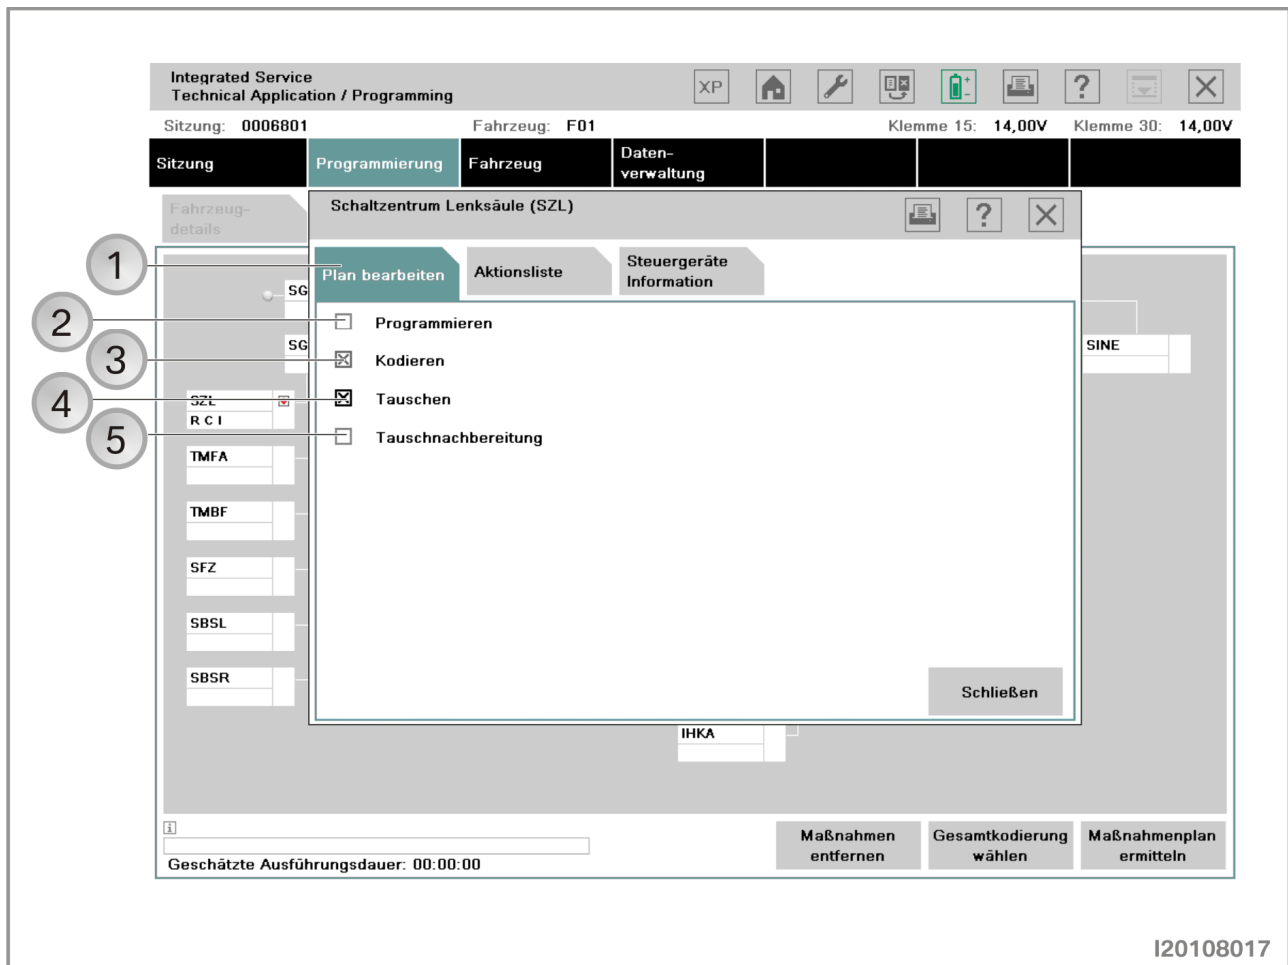 Integrated Service
Technical Application / Programming
XP
?
Sitzung: 0006801
Fahrzeug: F01
Klemme 15: 14,00V
Klemme 30: 14,00V
Sitzung
Programmierung
Fahrzeug
Daten-
verwaltung
Fahrzeug-
details
Schaltzentrum Lenksäule (SZL)
?
1
Plan bearbeiten
Aktionsliste
Steuergeräte
Information
SG
2
Programmieren
SG
SINE
3
Kodieren
4
SZL
Tauschen
R C I
5
Tauschnachbereitung
TMFA
TMBF
SFZ
SBSL
SBSR
Schließen
IHKA
i
Geschätzte Ausführungsdauer: 00:00:00
Maßnahmen
entfernen
Gesamtkodierung
wählen
Maßnahmenplan
ermitteln
I20108017